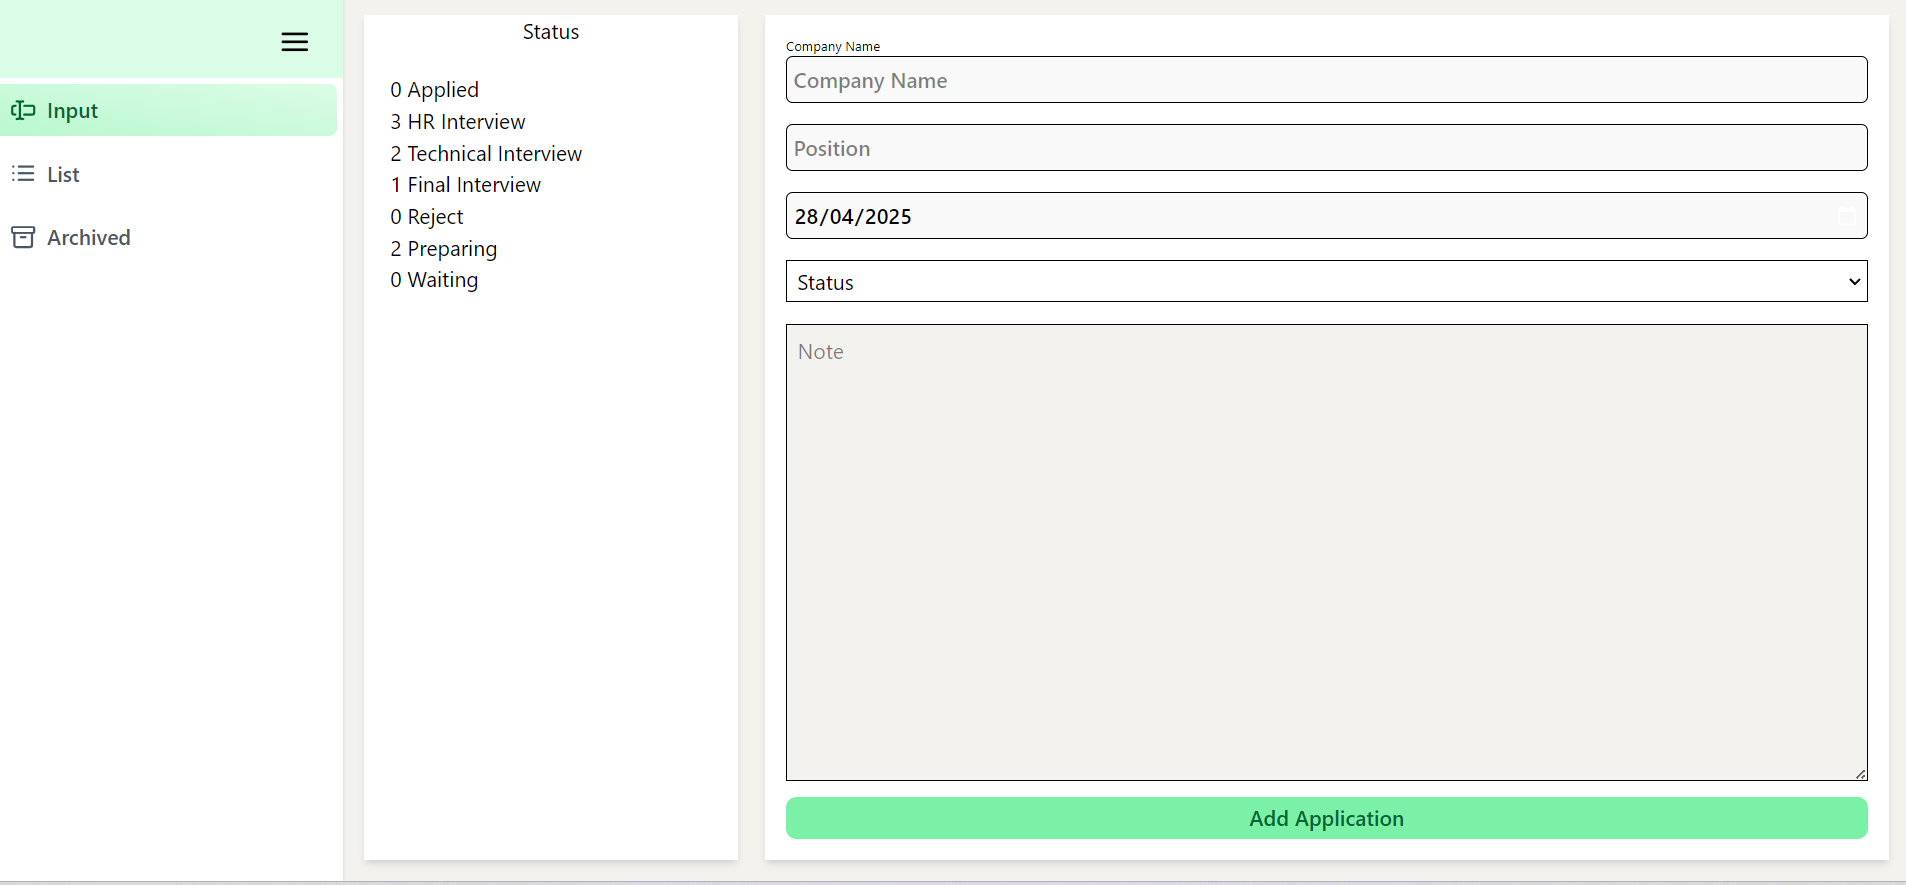 Input
List
Archived
Status
0 Applied
3 HR Interview
2 Technical Interview
1 Final Interview
0 Reject
2 Preparing
0 Waiting
Company Name
Company Name
Position
28/04/2025
Status
Note
Add Application